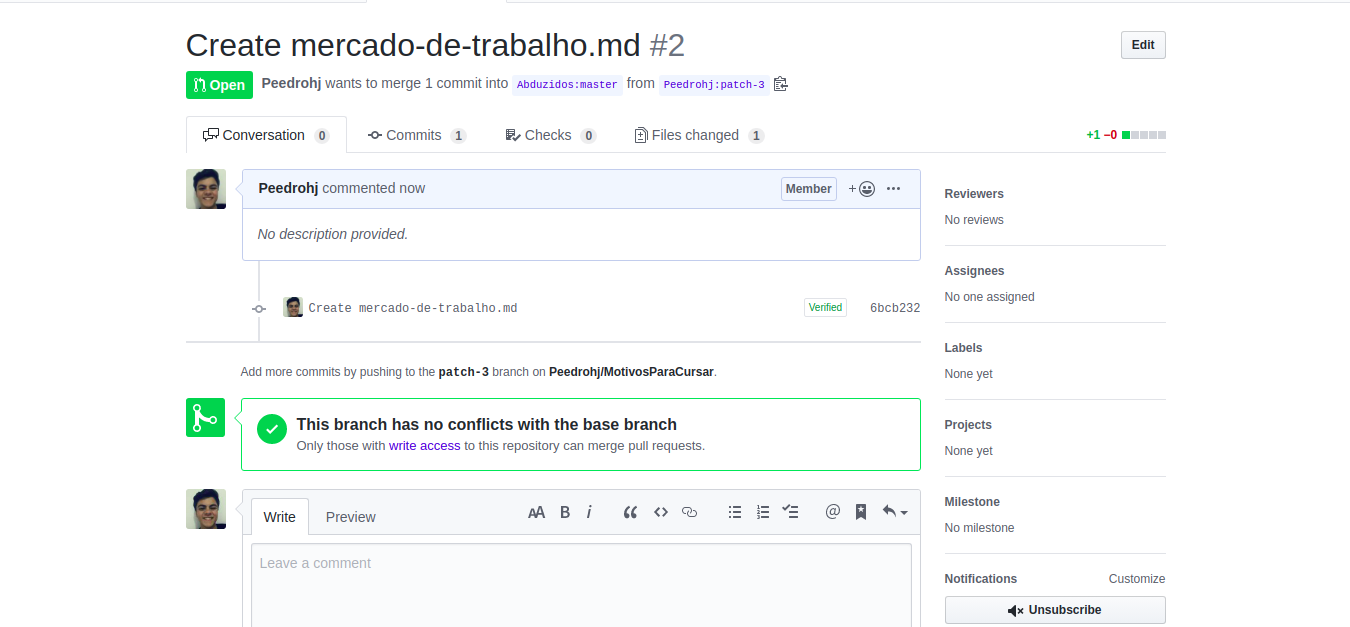 Create mercado-de-trabalho.md #2
Edit
Open
Peedrohj wants to merge 1 commit into Abduzidos:master from Peedrohj:patch-3
Conversation 0
Commits 1
Checks 0
Files changed 1
+1 −0
Peedrohj commented now
Member
+
No description provided.
Create mercado-de-trabalho.md
Verified
6bcb232
Add more commits by pushing to the patch-3 branch on Peedrohj/MotivosParaCursar.
This branch has no conflicts with the base branch
Only those with write access to this repository can merge pull requests.
Write
Preview
AA B i
@
Leave a comment
Reviewers
No reviews
Assignees
No one assigned
Labels
None yet
Projects
None yet
Milestone
No milestone
Notifications
Customize
Unsubscribe